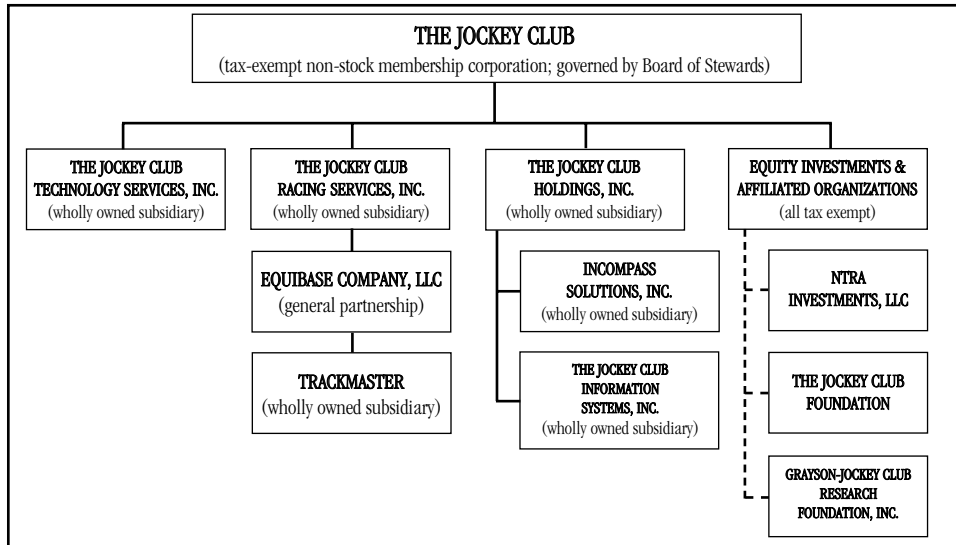 THE JOCKEY CLUB
(tax-exempt non-stock membership corporation; governed by Board of Stewards)
THE JOCKEY CLUB
TECHNOLOGY SERVICES, INC.
(wholly owned subsidiary)
THE JOCKEY CLUB
RACING SERVICES, INC.
(wholly owned subsidiary)
THE JOCKEY CLUB
HOLDINGS, INC.
(wholly owned subsidiary)
EQUITY INVESTMENTS &
AFFILIATED ORGANIZATIONS
(all tax exempt)
EQUIBASE COMPANY, LLC
(general partnership)
TRACKMASTER
(wholly owned subsidiary)
INCOMPASS
SOLUTIONS, INC.
(wholly owned subsidiary)
THE JOCKEY CLUB
INFORMATION
SYSTEMS, INC.
(wholly owned subsidiary)
NTRA
INVESTMENTS, LLC
THE JOCKEY CLUB
FOUNDATION
GRAYSON-JOCKEY CLUB
RESEARCH
FOUNDATION, INC.